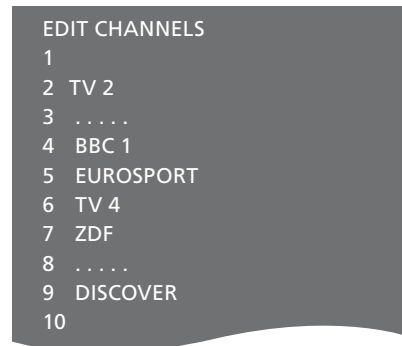 EDIT CHANNELS
1
2 TV 2
3 . . . . .
4 BBC 1
5 EUROSPORT
6 TV 4
7 ZDF
8 . . . . .
9 DISCOVER
10